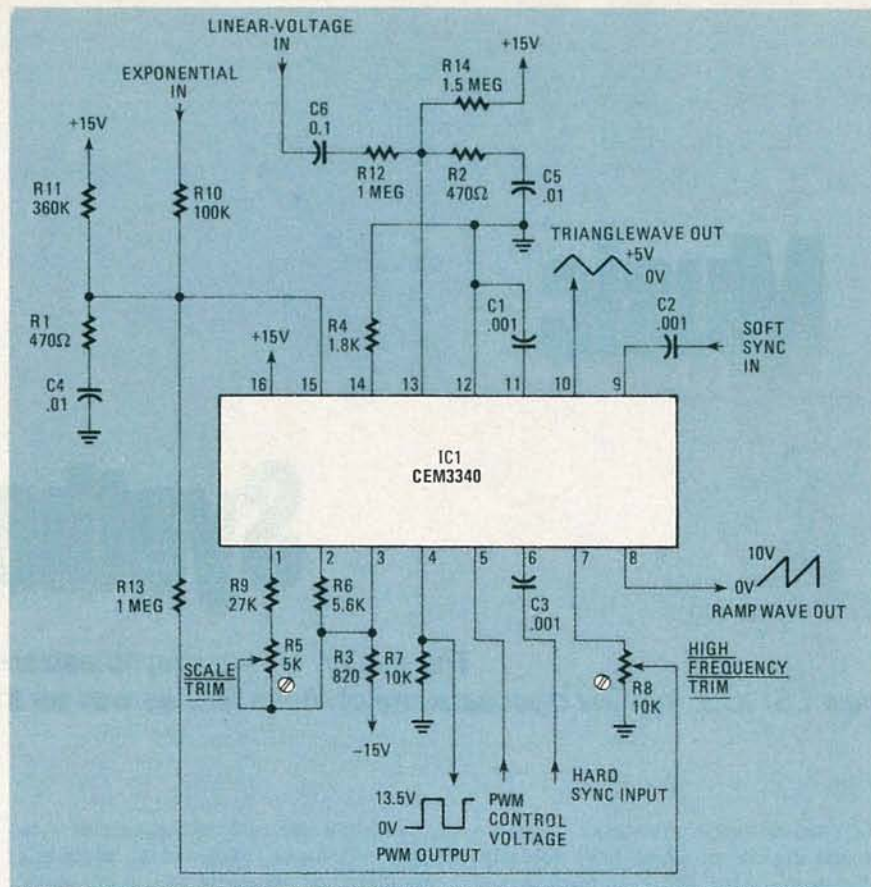 LINEAR-VOLTAGE
IN
EXPONENTIAL
IN
+15V
R14
1.5 MEG
+15V
C6
0.1
R11
360K
R10
100K
R12
1 MEG
R2
470Ω
C5
.01
TRIANGLEWAVE OUT
+5V
0V
R1
470Ω
R4
1.8K
C1
.001
C2
.001
SOFT
SYNC
IN
C4
.01
+15V
16 15 14 13 12 11 10 9
IC1
CEM3340
1 2 3 4 5 6 7 8
R13
1 MEG
R9
27K
R6
5.6K
C3
.001
10V
0V
RAMP WAVE OUT
SCALE
TRIM
R5
5K
R3
820
R7
10K
R8
10K
HIGH
FREQUENCY
TRIM
-15V
HARD
SYNC INPUT
13.5V
0V
PWM OUTPUT
PWM
CONTROL
VOLTAGE